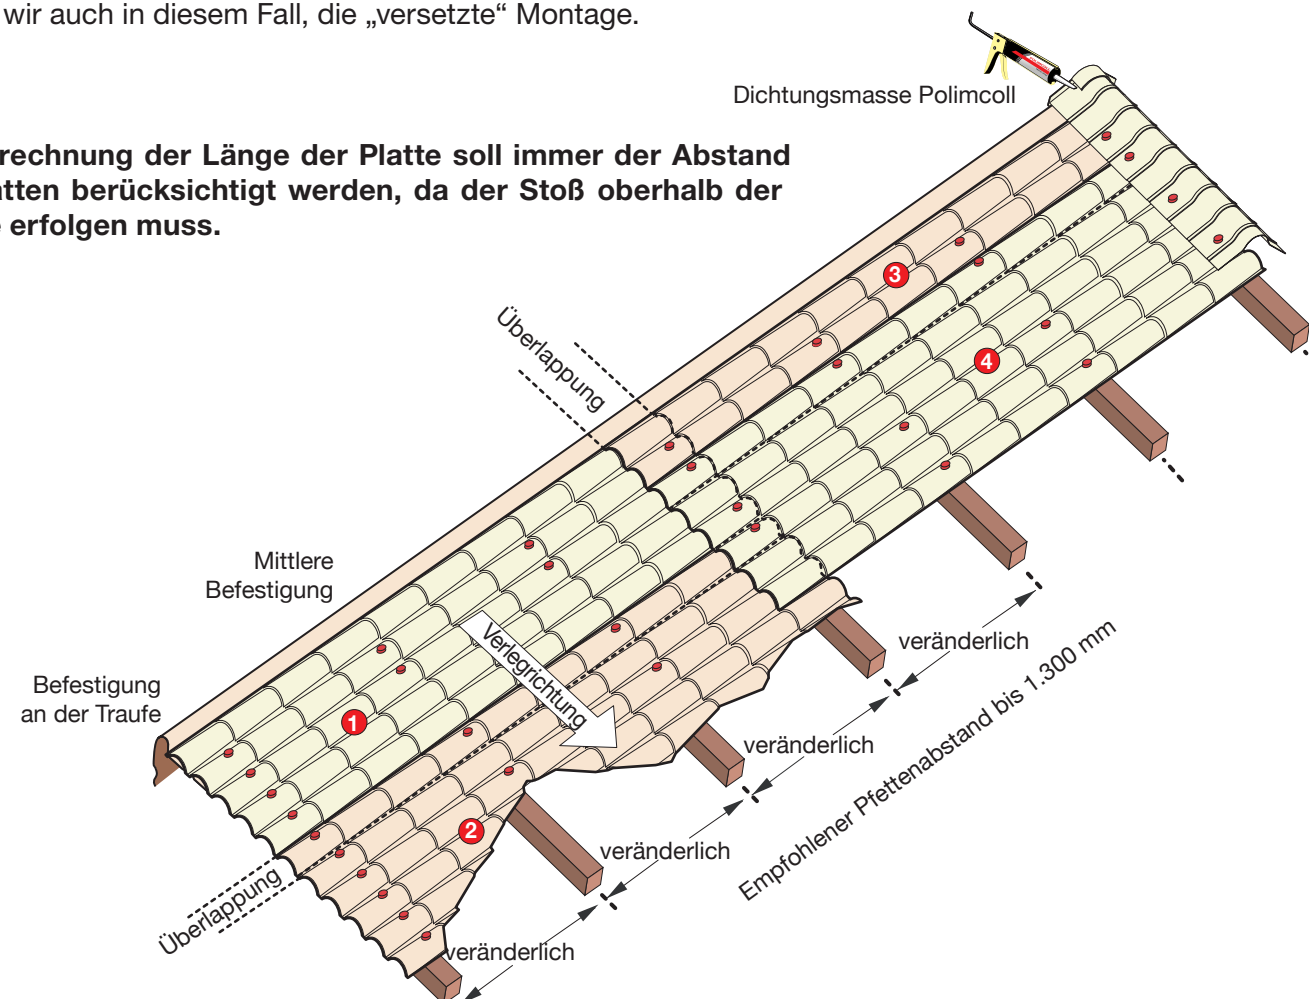 wir auch in diesem Fall, die „versetzte“ Montage.
Dichtungsmasse Polimcoll
rechnung der Länge der Platte soll immer der Abstand
atten berücksichtigt werden, da der Stoß oberhalb der
e erfolgen muss.
3
Überlappung
4
Mittlere
Befestigung
Verlegrichtung
veränderlich
Befestigung
an der Traufe
1
veränderlich
Empfohlener Pfettenabstand bis 1.300 mm
2
veränderlich
Überlappung
veränderlich